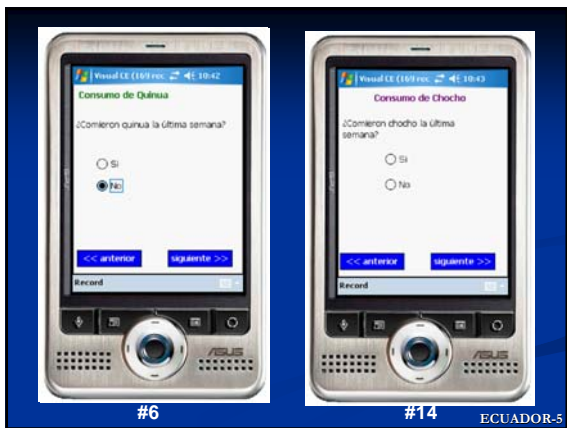 Visual CE (169 rec 10:42
Consumo de Quinua
¿Comieron quinua la última semana?
Si
No
<< anterior
siguiente >>
Record
ASUS
#6
Visual CE (169 rec 10:43
Consumo de Chocho
¿Comieron chocho la última
semana?
Si
No
<< anterior
siguiente >>
Record
ASUS
#14
ECUADOR-5